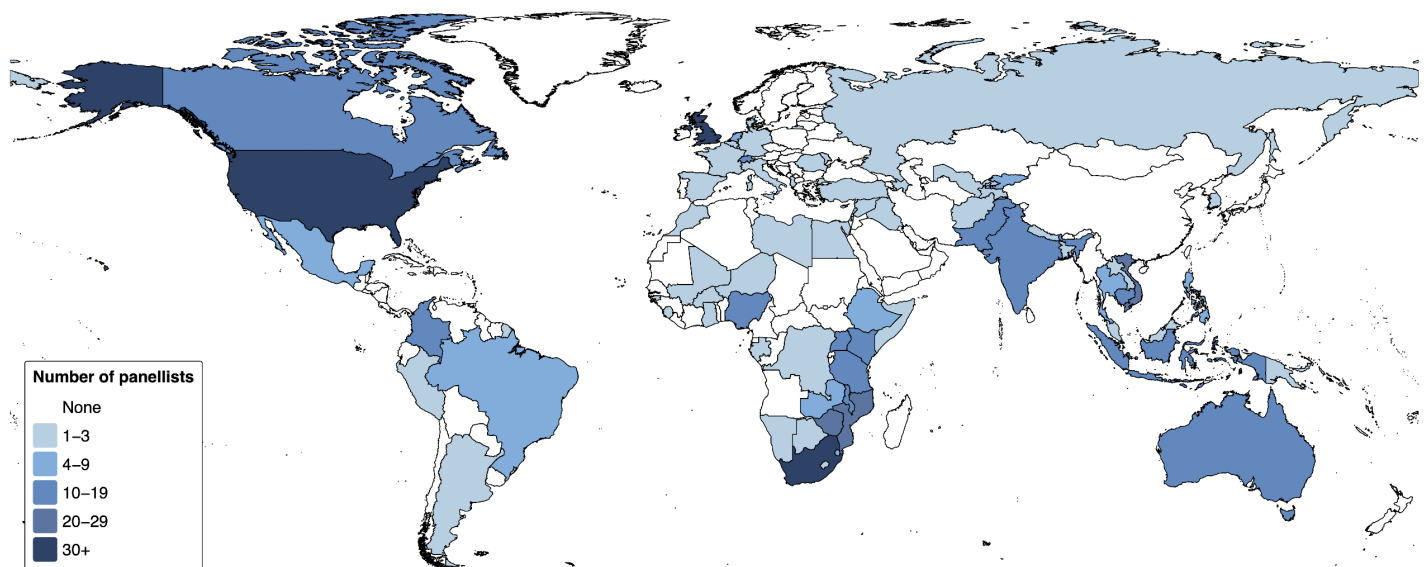 Number of panellists
None
1–3
4–9
10–19
20–29
30+